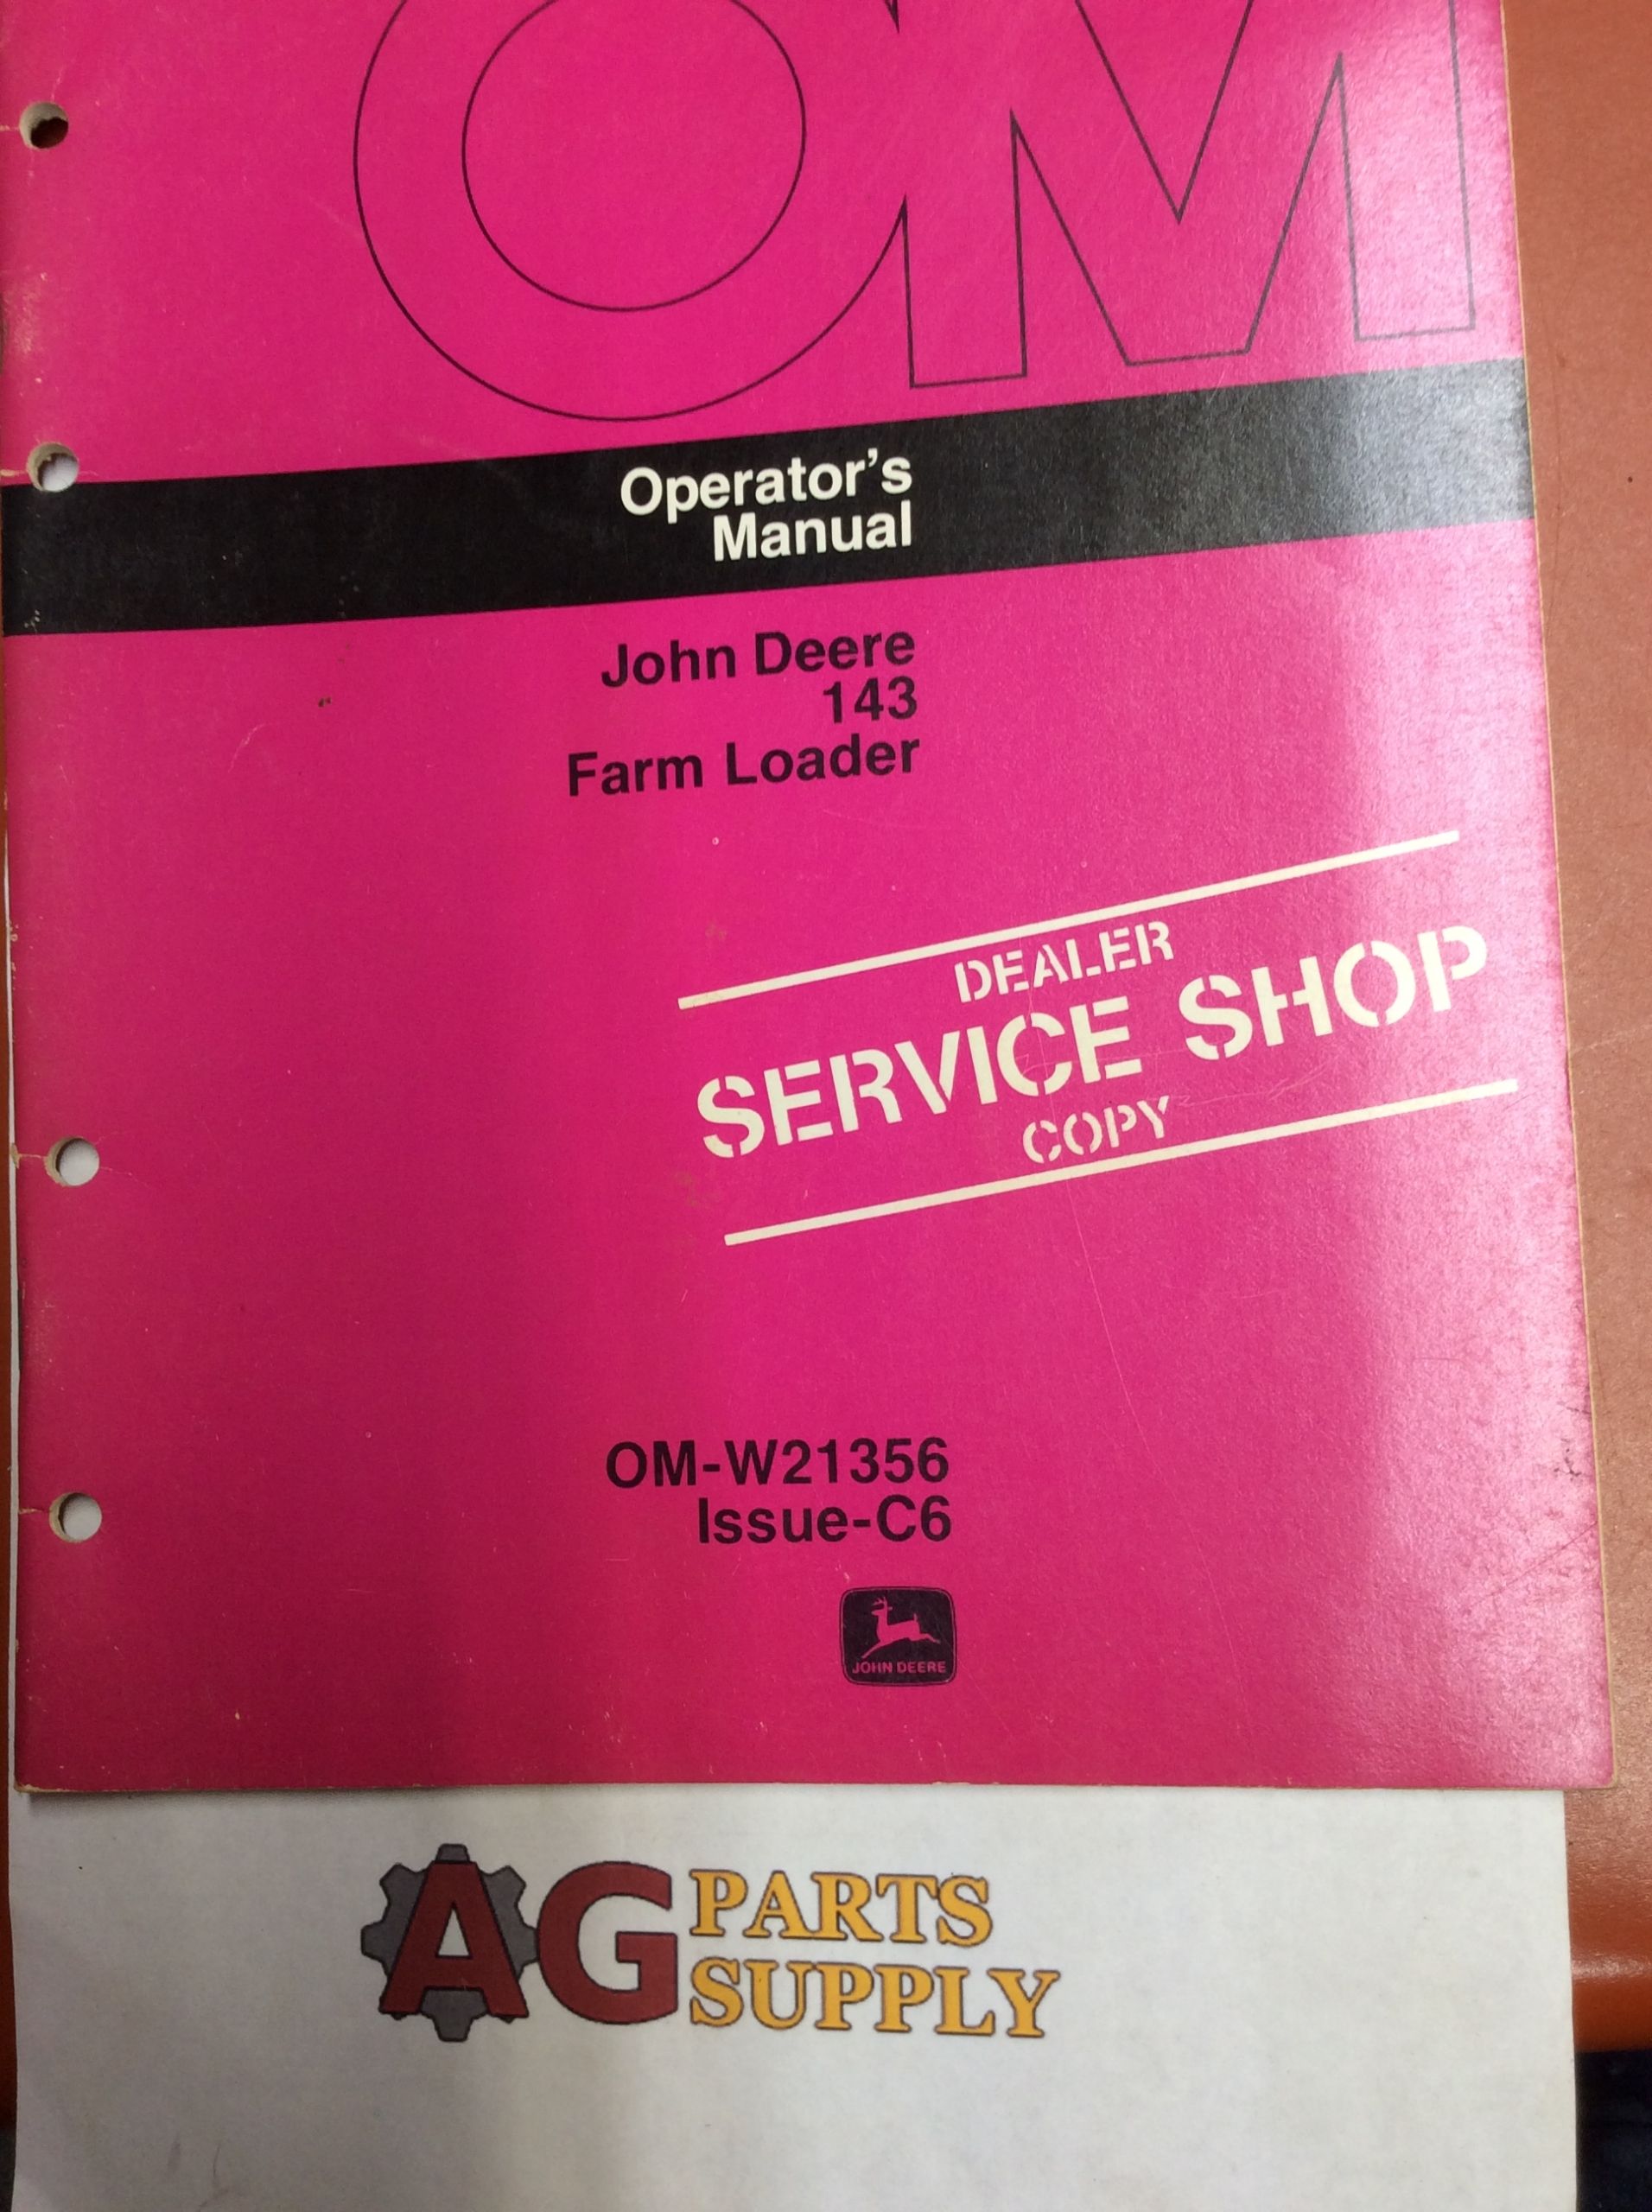 OM
Operator's
Manual
John Deere
143
Farm Loader
DEALER
SERVICE SHOP
COPY
OM-W21356
Issue-C6
JOHN DEERE
AG PARTS
SUPPLY